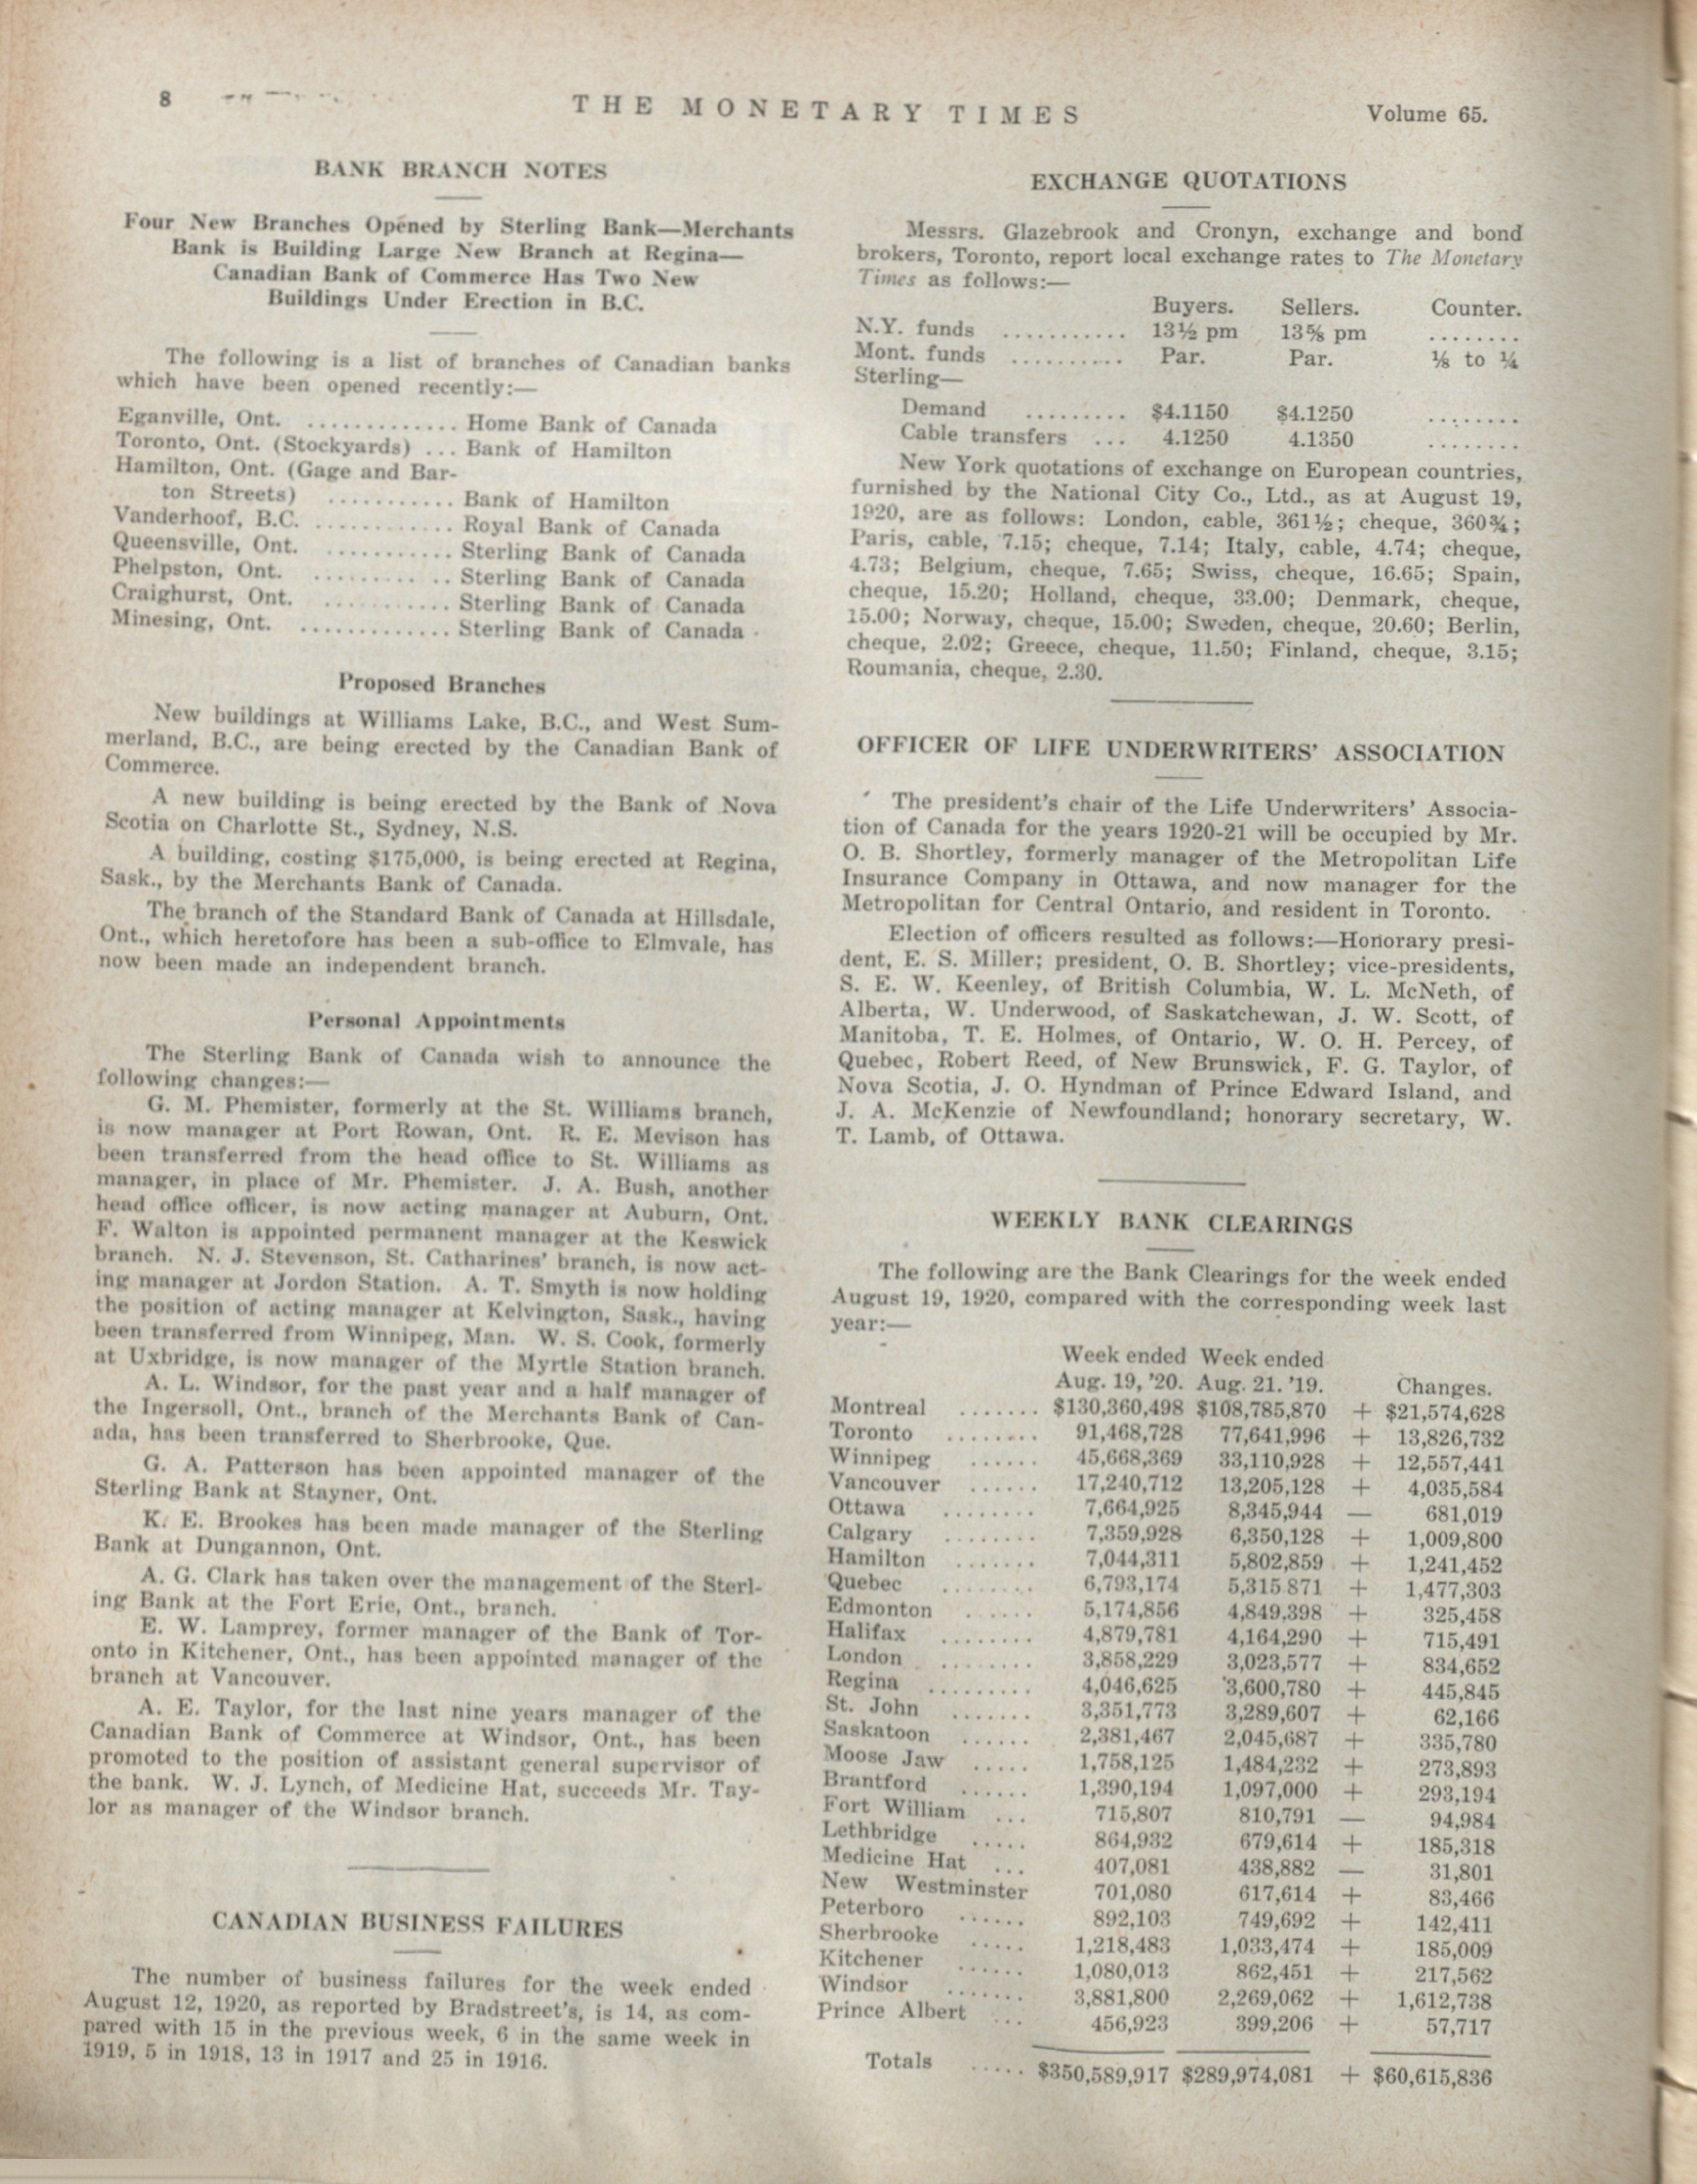 8
THE MONETARY TIMES
Volume 65.
BANK BRANCH NOTES
Four New Branches Opened by Sterling Bank—Merchants
Bank is Building Large New Branch at Regina—
Canadian Bank of Commerce Has Two New
Buildings Under Erection in B.C.
The following is a list of branches of Canadian banks
which have been opened recently:—
Eganville, Ont. ............. Home Bank of Canada
Toronto, Ont. (Stockyards) ... Bank of Hamilton
Hamilton, Ont. (Gage and Bar-
ton Streets) ........... Bank of Hamilton
Vanderhoof, B.C. ............ Royal Bank of Canada
Queensville, Ont. ........... Sterling Bank of Canada
Phelpston, Ont. ........... Sterling Bank of Canada
Craighurst, Ont. ........... Sterling Bank of Canada
Minesing, Ont. ............. Sterling Bank of Canada
Proposed Branches
New buildings at Williams Lake, B.C., and West Sum-
merland, B.C., are being erected by the Canadian Bank of
Commerce.
A new building is being erected by the Bank of Nova
Scotia on Charlotte St., Sydney, N.S.
A building, costing $175,000, is being erected at Regina,
Sask., by the Merchants Bank of Canada.
The branch of the Standard Bank of Canada at Hillsdale,
Ont., which heretofore has been a sub-office to Elmvale, has
now been made an independent branch.
Personal Appointments
The Sterling Bank of Canada wish to announce the
following changes:—
G. M. Phemister, formerly at the St. Williams branch,
is now manager at Port Rowan, Ont. R. E. Mevison has
been transferred from the head office to St. Williams as
manager, in place of Mr. Phemister. J. A. Bush, another
head office officer, is now acting manager at Auburn, Ont.
F. Walton is appointed permanent manager at the Keswick
branch. N. J. Stevenson, St. Catharines' branch, is now act-
ing manager at Jordon Station. A. T. Smyth is now holding
the position of acting manager at Kelvington, Sask., having
been transferred from Winnipeg, Man. W. S. Cook, formerly
at Uxbridge, is now manager of the Myrtle Station branch.
A. L. Windsor, for the past year and a half manager of
the Ingersoll, Ont., branch of the Merchants Bank of Can-
ada, has been transferred to Sherbrooke, Que.
G. A. Patterson has been appointed manager of the
Sterling Bank at Stayner, Ont.
K. E. Brookes has been made manager of the Sterling
Bank at Dungannon, Ont.
A. G. Clark has taken over the management of the Sterl-
ing Bank at the Fort Erie, Ont., branch.
E. W. Lamprey, former manager of the Bank of Tor-
onto in Kitchener, Ont., has been appointed manager of the
branch at Vancouver.
A. E. Taylor, for the last nine years manager of the
Canadian Bank of Commerce at Windsor, Ont., has been
promoted to the position of assistant general supervisor of
the bank. W. J. Lynch, of Medicine Hat, succeeds Mr. Tay-
lor as manager of the Windsor branch.
CANADIAN BUSINESS FAILURES
The number of business failures for the week ended
August 12, 1920, as reported by Bradstreet's, is 14, as com-
pared with 15 in the previous week, 6 in the same week in
1919, 5 in 1918, 13 in 1917 and 25 in 1916.
EXCHANGE QUOTATIONS
Messrs. Glazebrook and Cronyn, exchange and bond
brokers, Toronto, report local exchange rates to The Monetary
Times as follows:—
Buyers. Sellers. Counter.
N.Y. funds ........... 13½ pm 13⅝ pm ........
Mont. funds .......... Par. Par. ⅛ to ¼
Sterling—
Demand ......... $4.1150 $4.1250 ........
Cable transfers ... 4.1250 4.1350 ........
New York quotations of exchange on European countries,
furnished by the National City Co., Ltd., as at August 19,
1920, are as follows: London, cable, 361½; cheque, 360¾;
Paris, cable, 7.15; cheque, 7.14; Italy, cable, 4.74; cheque,
4.73; Belgium, cheque, 7.65; Swiss, cheque, 16.65; Spain,
cheque, 15.20; Holland, cheque, 33.00; Denmark, cheque,
15.00; Norway, cheque, 15.00; Sweden, cheque, 20.60; Berlin,
cheque, 2.02; Greece, cheque, 11.50; Finland, cheque, 3.15;
Roumania, cheque, 2.30.
OFFICER OF LIFE UNDERWRITERS' ASSOCIATION
The president's chair of the Life Underwriters' Associa-
tion of Canada for the years 1920-21 will be occupied by Mr.
O. B. Shortley, formerly manager of the Metropolitan Life
Insurance Company in Ottawa, and now manager for the
Metropolitan for Central Ontario, and resident in Toronto.
Election of officers resulted as follows:—Honorary presi-
dent, E. S. Miller; president, O. B. Shortley; vice-presidents,
S. E. W. Keenley, of British Columbia, W. L. McNeth, of
Alberta, W. Underwood, of Saskatchewan, J. W. Scott, of
Manitoba, T. E. Holmes, of Ontario, W. O. H. Percey, of
Quebec, Robert Reed, of New Brunswick, F. G. Taylor, of
Nova Scotia, J. O. Hyndman of Prince Edward Island, and
J. A. McKenzie of Newfoundland; honorary secretary, W.
T. Lamb, of Ottawa.
WEEKLY BANK CLEARINGS
The following are the Bank Clearings for the week ended
August 19, 1920, compared with the corresponding week last
year:—
Week ended Week ended
Aug. 19, '20. Aug. 21. '19. Changes.
Montreal ....... $130,360,498 $108,785,870 + $21,574,628
Toronto ........ 91,468,728 77,641,996 + 13,826,732
Winnipeg ...... 45,668,369 33,110,928 + 12,557,441
Vancouver ...... 17,240,712 13,205,128 + 4,035,584
Ottawa ........ 7,664,925 8,345,944 — 681,019
Calgary ........ 7,359,928 6,350,128 + 1,009,800
Hamilton ....... 7,044,311 5,802,859 + 1,241,452
Quebec ........ 6,793,174 5,315.871 + 1,477,303
Edmonton ...... 5,174,856 4,849,398 + 325,458
Halifax ........ 4,879,781 4,164,290 + 715,491
London ........ 3,858,229 3,023,577 + 834,652
Regina ......... 4,046,625 3,600,780 + 445,845
St. John ....... 3,351,773 3,289,607 + 62,166
Saskatoon ...... 2,381,467 2,045,687 + 335,780
Moose Jaw ..... 1,758,125 1,484,232 + 273,893
Brantford ...... 1,390,194 1,097,000 + 293,194
Fort William ... 715,807 810,791 — 94,984
Lethbridge ..... 864,932 679,614 + 185,318
Medicine Hat ... 407,081 438,882 — 31,801
New Westminster 701,080 617,614 + 83,466
Peterboro ...... 892,103 749,692 + 142,411
Sherbrooke ..... 1,218,483 1,033,474 + 185,009
Kitchener ...... 1,080,013 862,451 + 217,562
Windsor ....... 3,881,800 2,269,062 + 1,612,738
Prince Albert ... 456,923 399,206 + 57,717
Totals ..... $350,589,917 $289,974,081 + $60,615,836